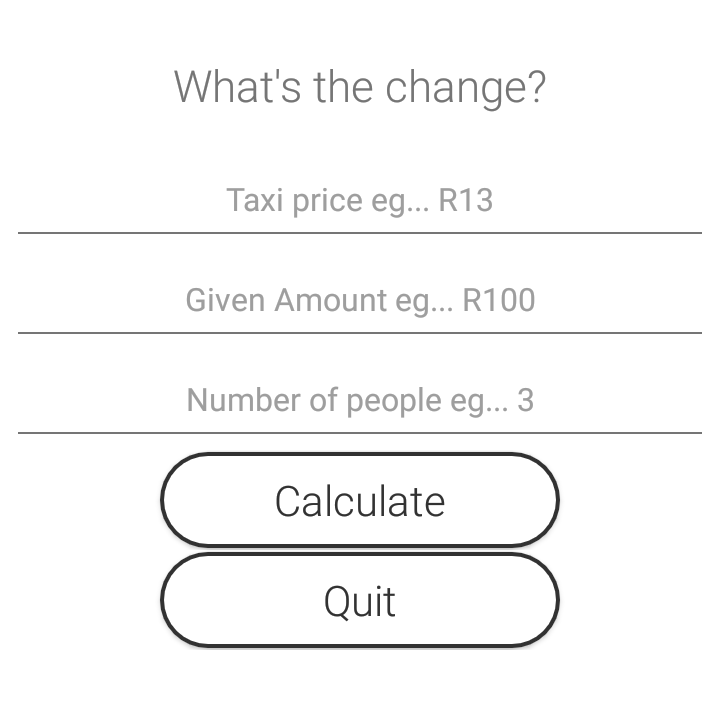 What's the change?
Taxi price eg... R13
Given Amount eg... R100
Number of people eg... 3
Calculate
Quit